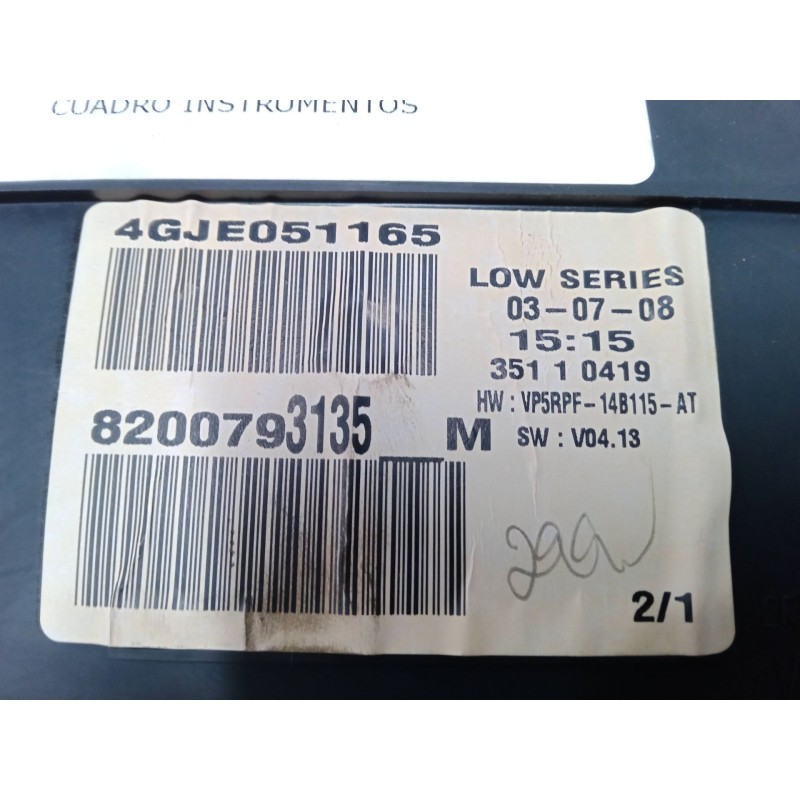 CUADRO INSTRUMENTOS
4GJE051165
LOW SERIES
03-07-08
15:15
351 1 0419
HW : VP5RPF-14B115-AT
8200793135__M
SW : V04.13
2/1